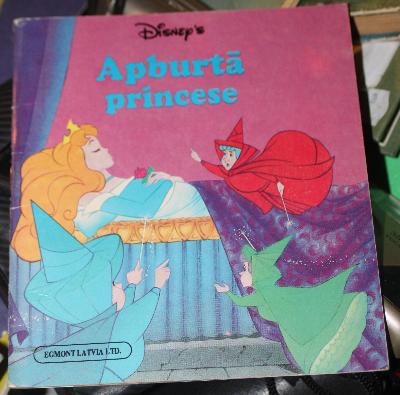 Disney's
Apburtā
princese
EGMONT LATVIA LTD.